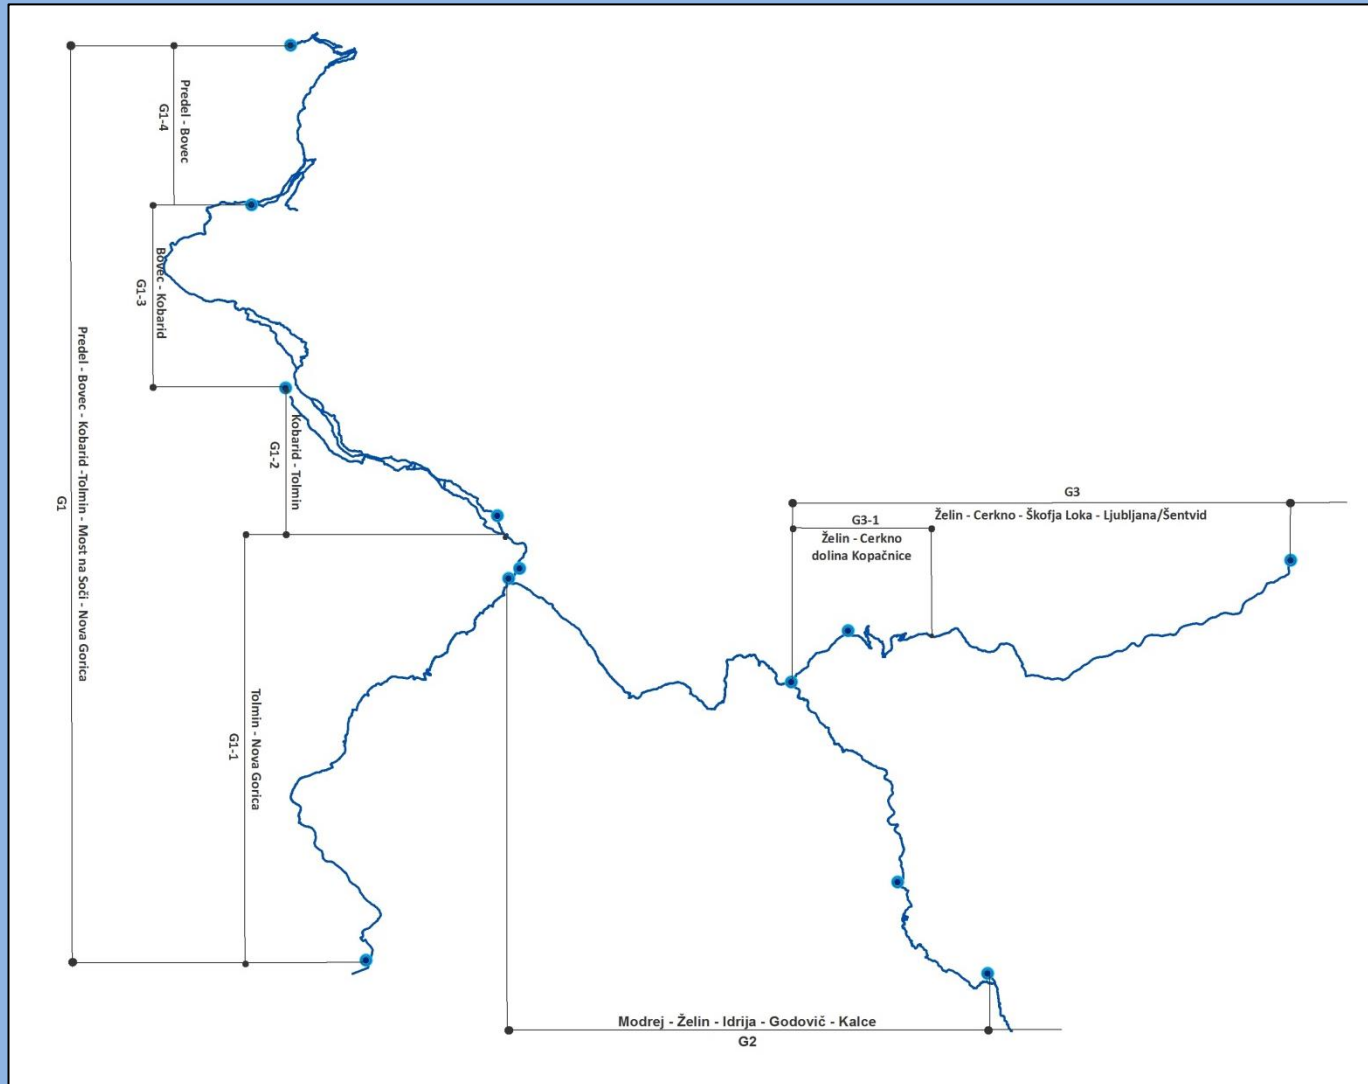 Predel - Bovec
G1-4
Bovec - Kobarid
G1-3
Predel - Bovec - Kobarid -Tolmin - Most na Soči - Nova Gorica
G1
Kobarid - Tolmin
G1-2
Tolmin - Nova Gorica
G1-1
G3
Želin - Cerkno - Škofja Loka - Ljubljana/Šentvid
G3-1
Želin - Cerkno
dolina Kopačnice
Modrej - Želin - Idrija - Godovič - Kalce
G2